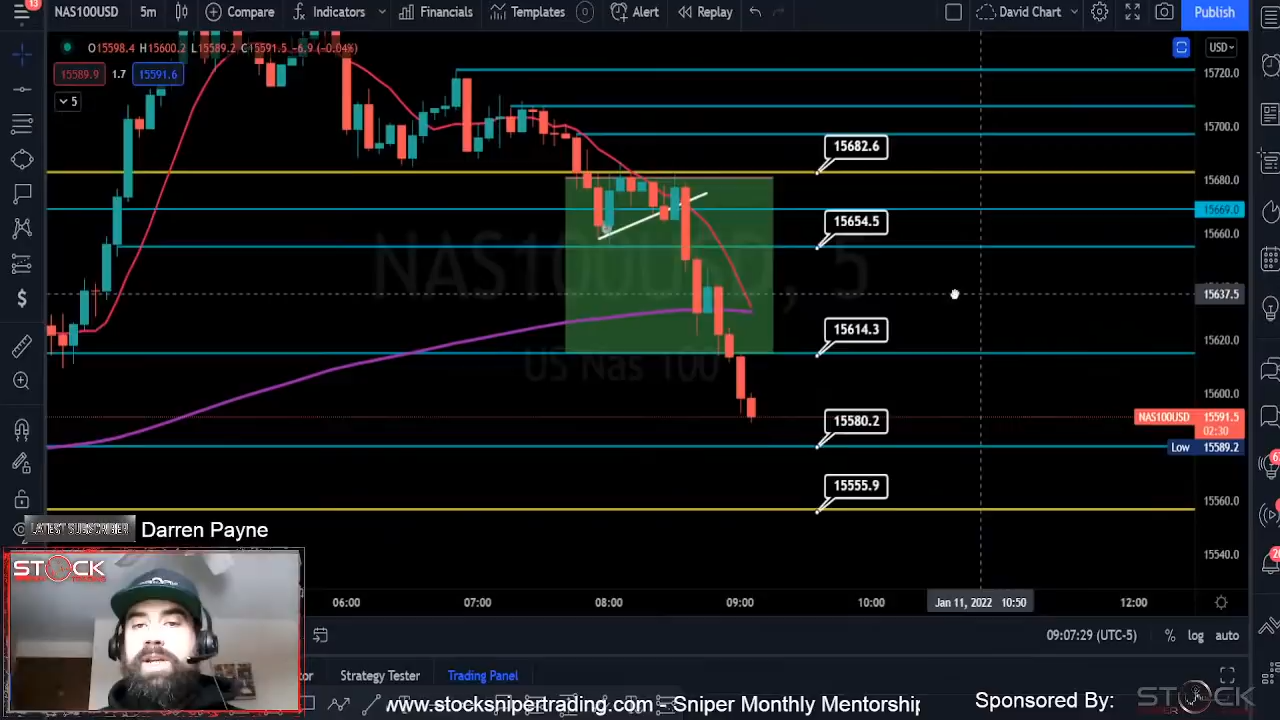 13
NAS100USD 5m Compare Indicators Financials Templates Alert Replay David Chart Publish
O15598.4 H15600.2 L15589.2 C15591.5 −6.9 (−0.04%)
USD
15589.9 1.7 15591.6
5
15720.0
15700.0
15682.6
15680.0
15669.0
15654.5
15660.0
NAS100USD, 5
15637.5
15614.3
15620.0
US Nas 100
15600.0
NAS100USD 15591.5
02:30
15580.2
Low 15589.2
15555.9
15560.0
LATEST SUBSCRIBER Darren Payne
15540.0
STOCK
06:00 07:00 08:00 09:00 10:00 Jan 11, 2022 10:50 12:00
09:07:29 (UTC-5) % log auto
Strategy Tester Trading Panel
www.stocksnipertrading.com - Sniper Monthly Mentorship
Sponsored By: STOCK